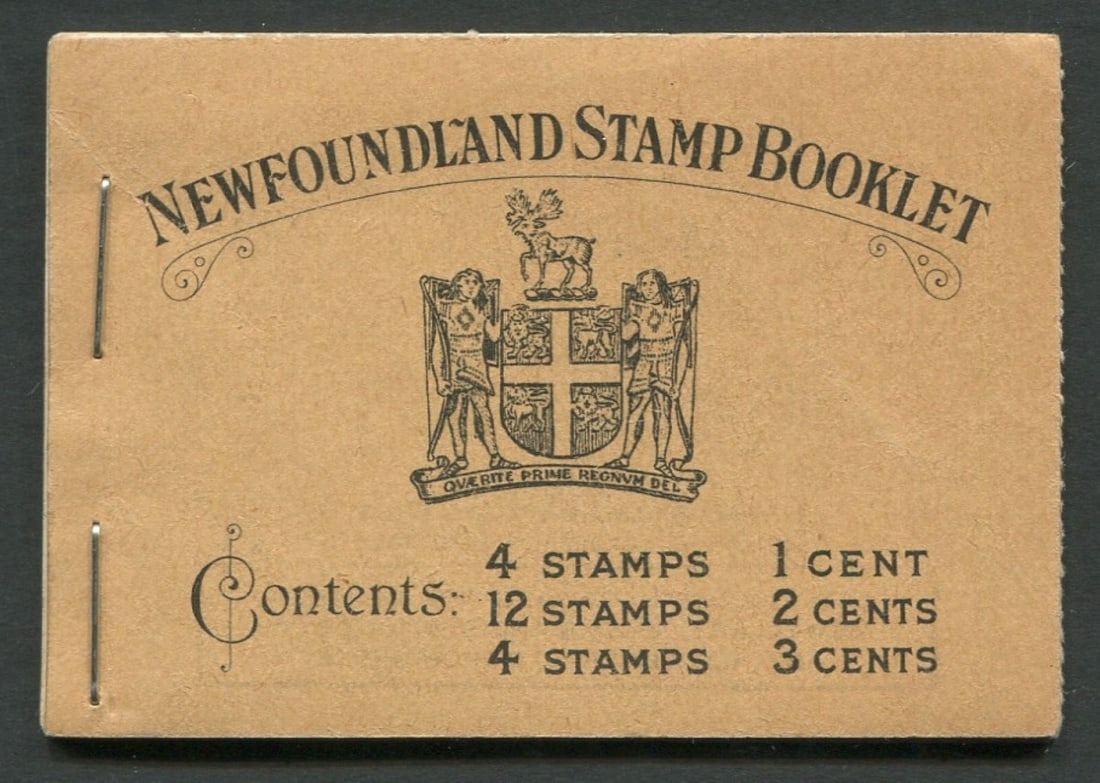 NEWFOUNDLAND STAMP BOOKLET
QVÆRITE PRIME REGNVM DEI
Contents:
4 STAMPS 1 CENT
12 STAMPS 2 CENTS
4 STAMPS 3 CENTS